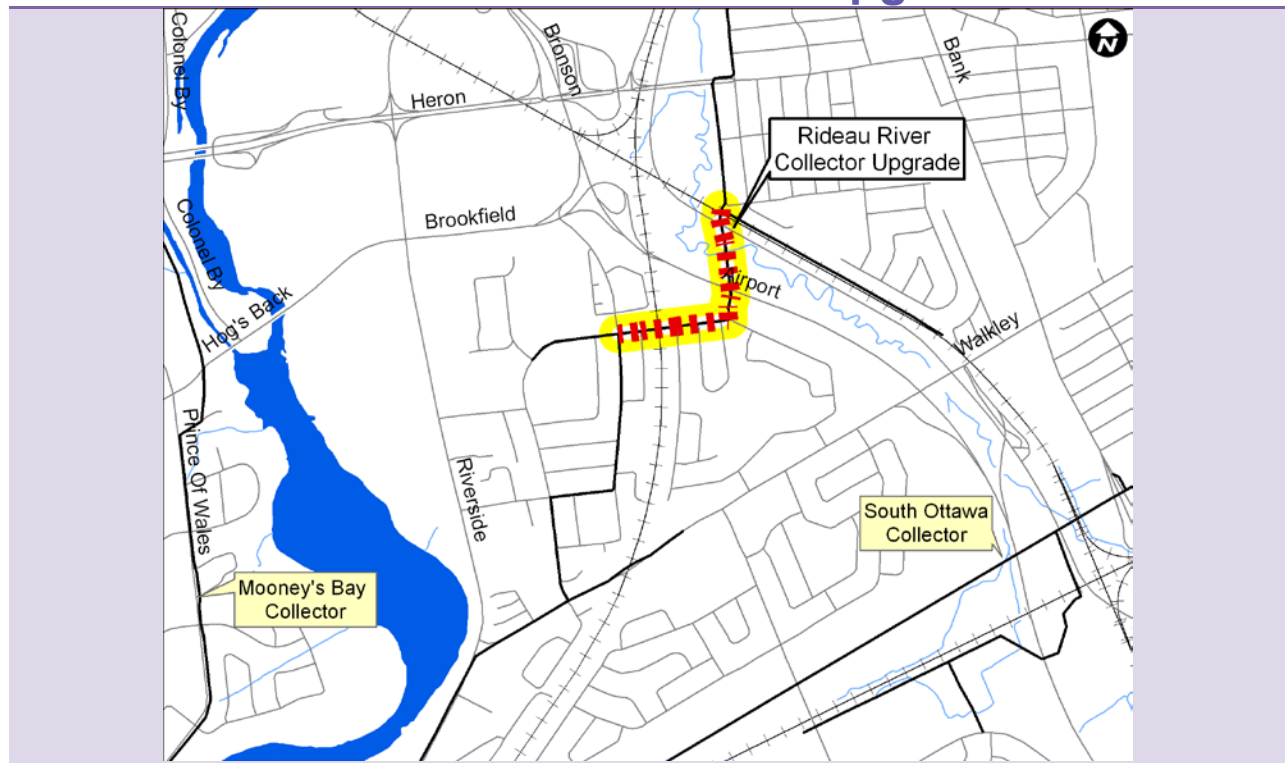 Colonel By
Bronson
Bank
N
Heron
Rideau River
Collector Upgrade
Brookfield
Colonel By
Airport
Hog's Back
Walkley
Prince Of Wales
Riverside
South Ottawa
Collector
Mooney's Bay
Collector